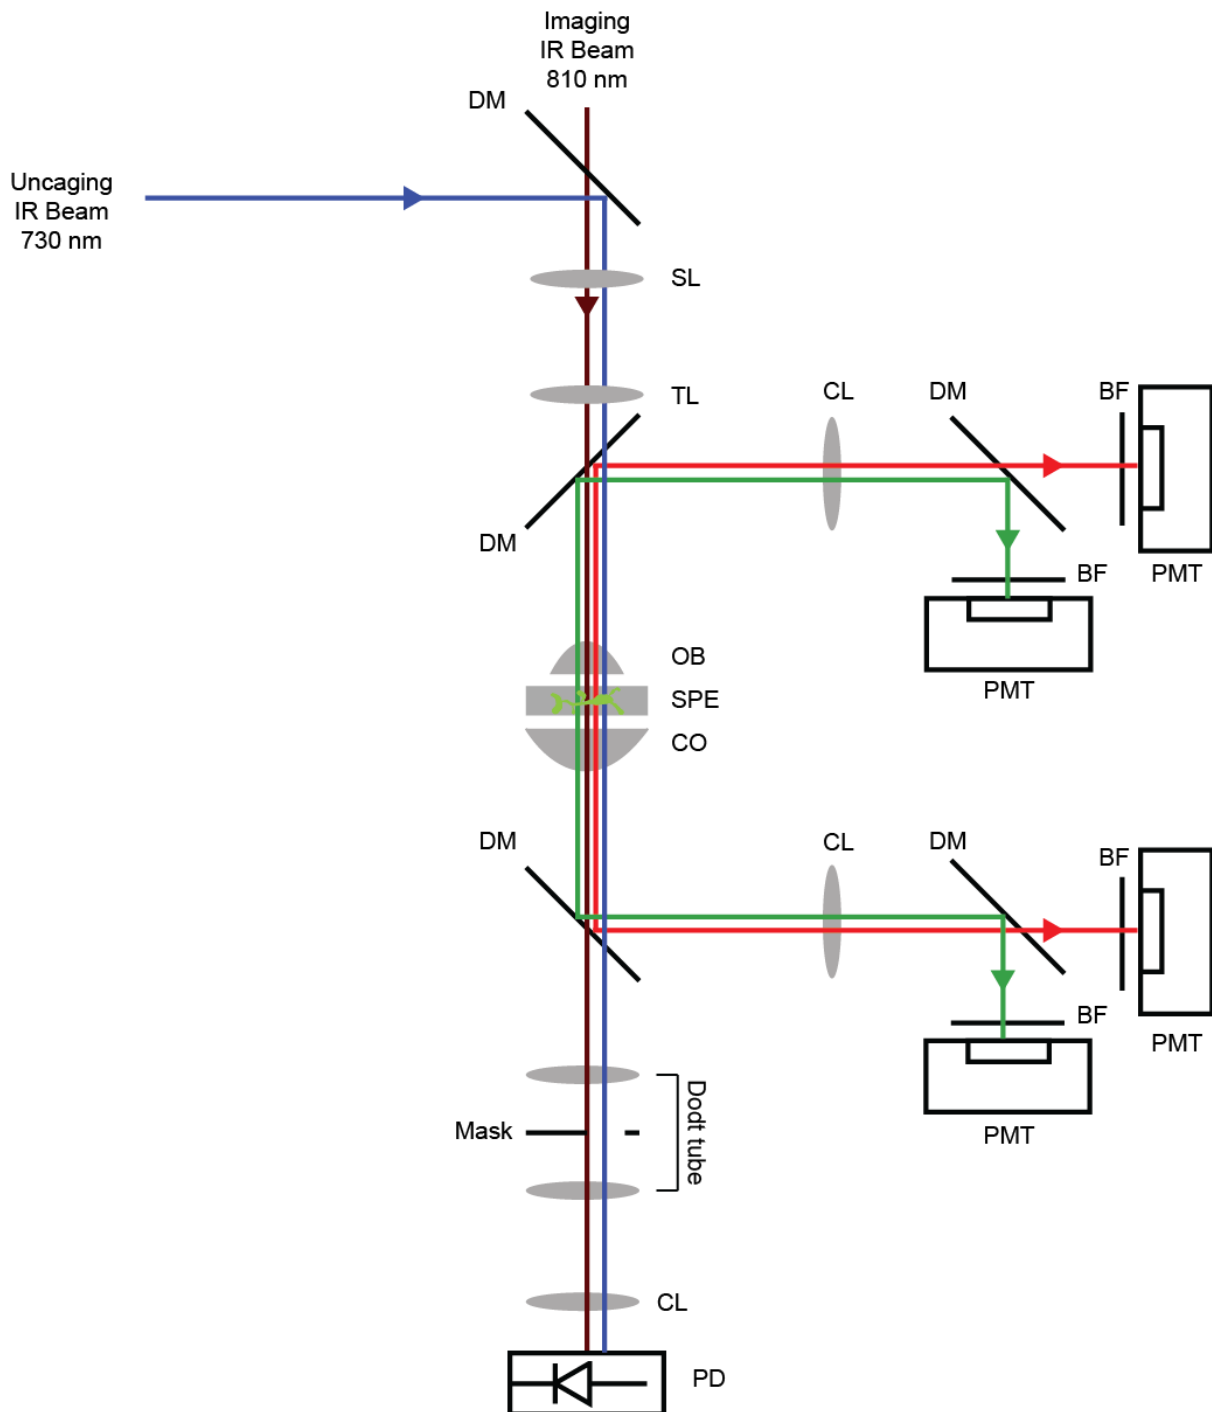 Imaging
IR Beam
810 nm
DM
Uncaging
IR Beam
730 nm
SL
TL
CL
DM
BF
DM
BF
PMT
OB
SPE
CO
PMT
DM
CL
DM
BF
BF
PMT
Mask
Dodt tube
PMT
CL
PD